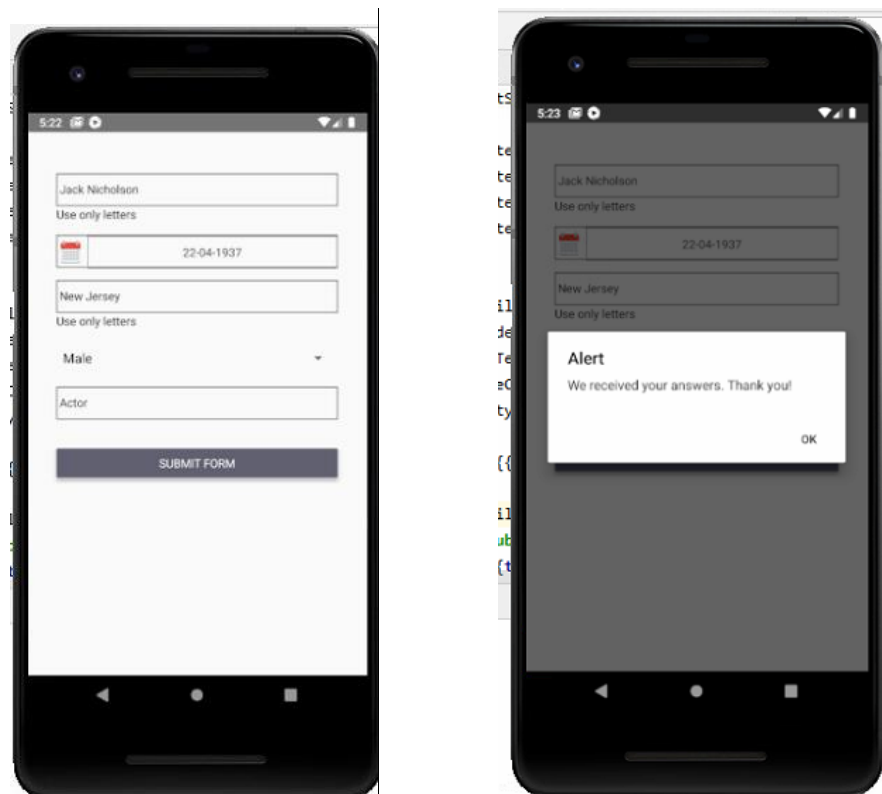 5:22
Jack Nicholson
Use only letters
22-04-1937
New Jersey
Use only letters
Male
Actor
SUBMIT FORM
5:23
Jack Nicholson
Use only letters
22-04-1937
New Jersey
Use only letters
Alert
We received your answers. Thank you!
OK